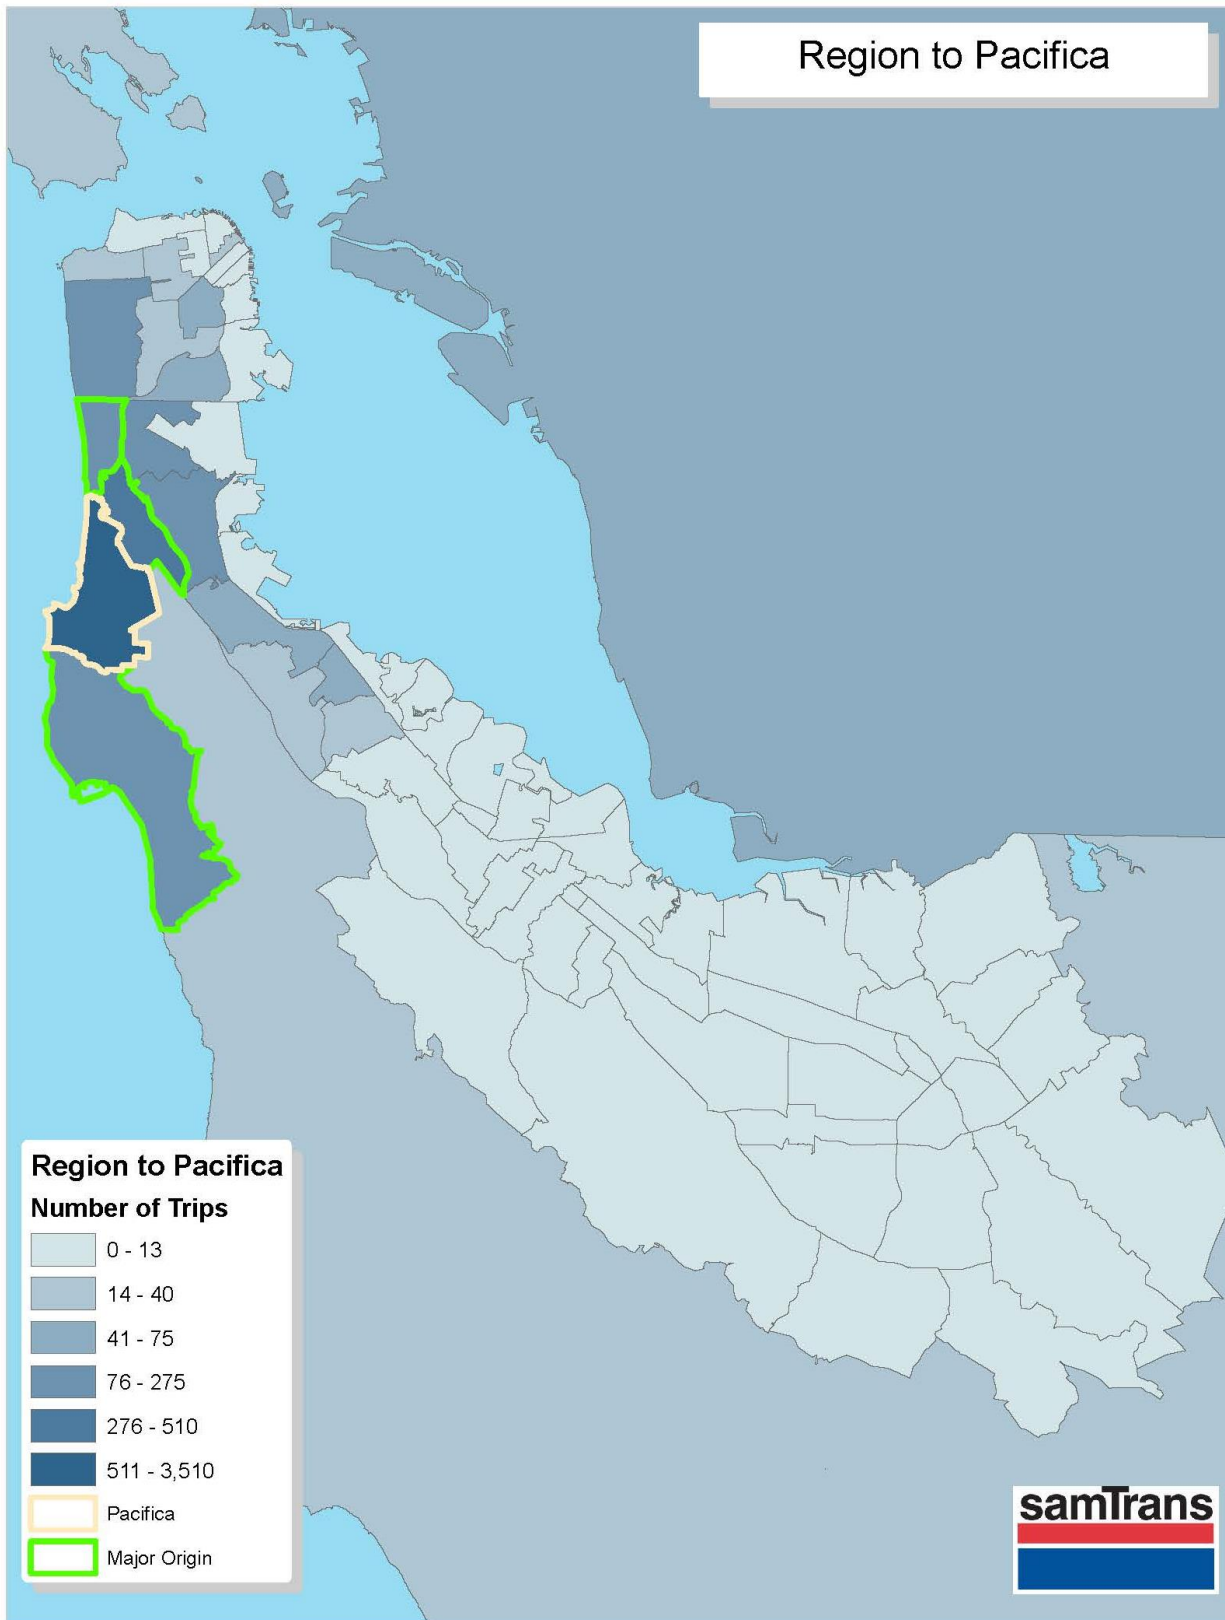 Region to Pacifica
Region to Pacifica
Number of Trips
0 - 13
14 - 40
41 - 75
76 - 275
276 - 510
511 - 3,510
Pacifica
Major Origin
samTrans